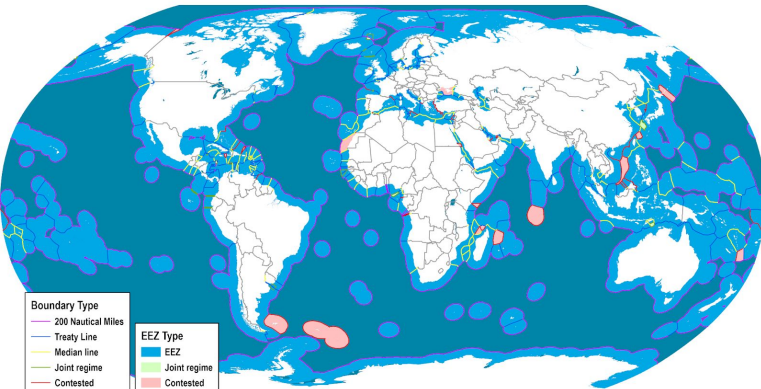 Boundary Type
200 Nautical Miles
Treaty Line
Median line
Joint regime
Contested
EEZ Type
EEZ
Joint regime
Contested